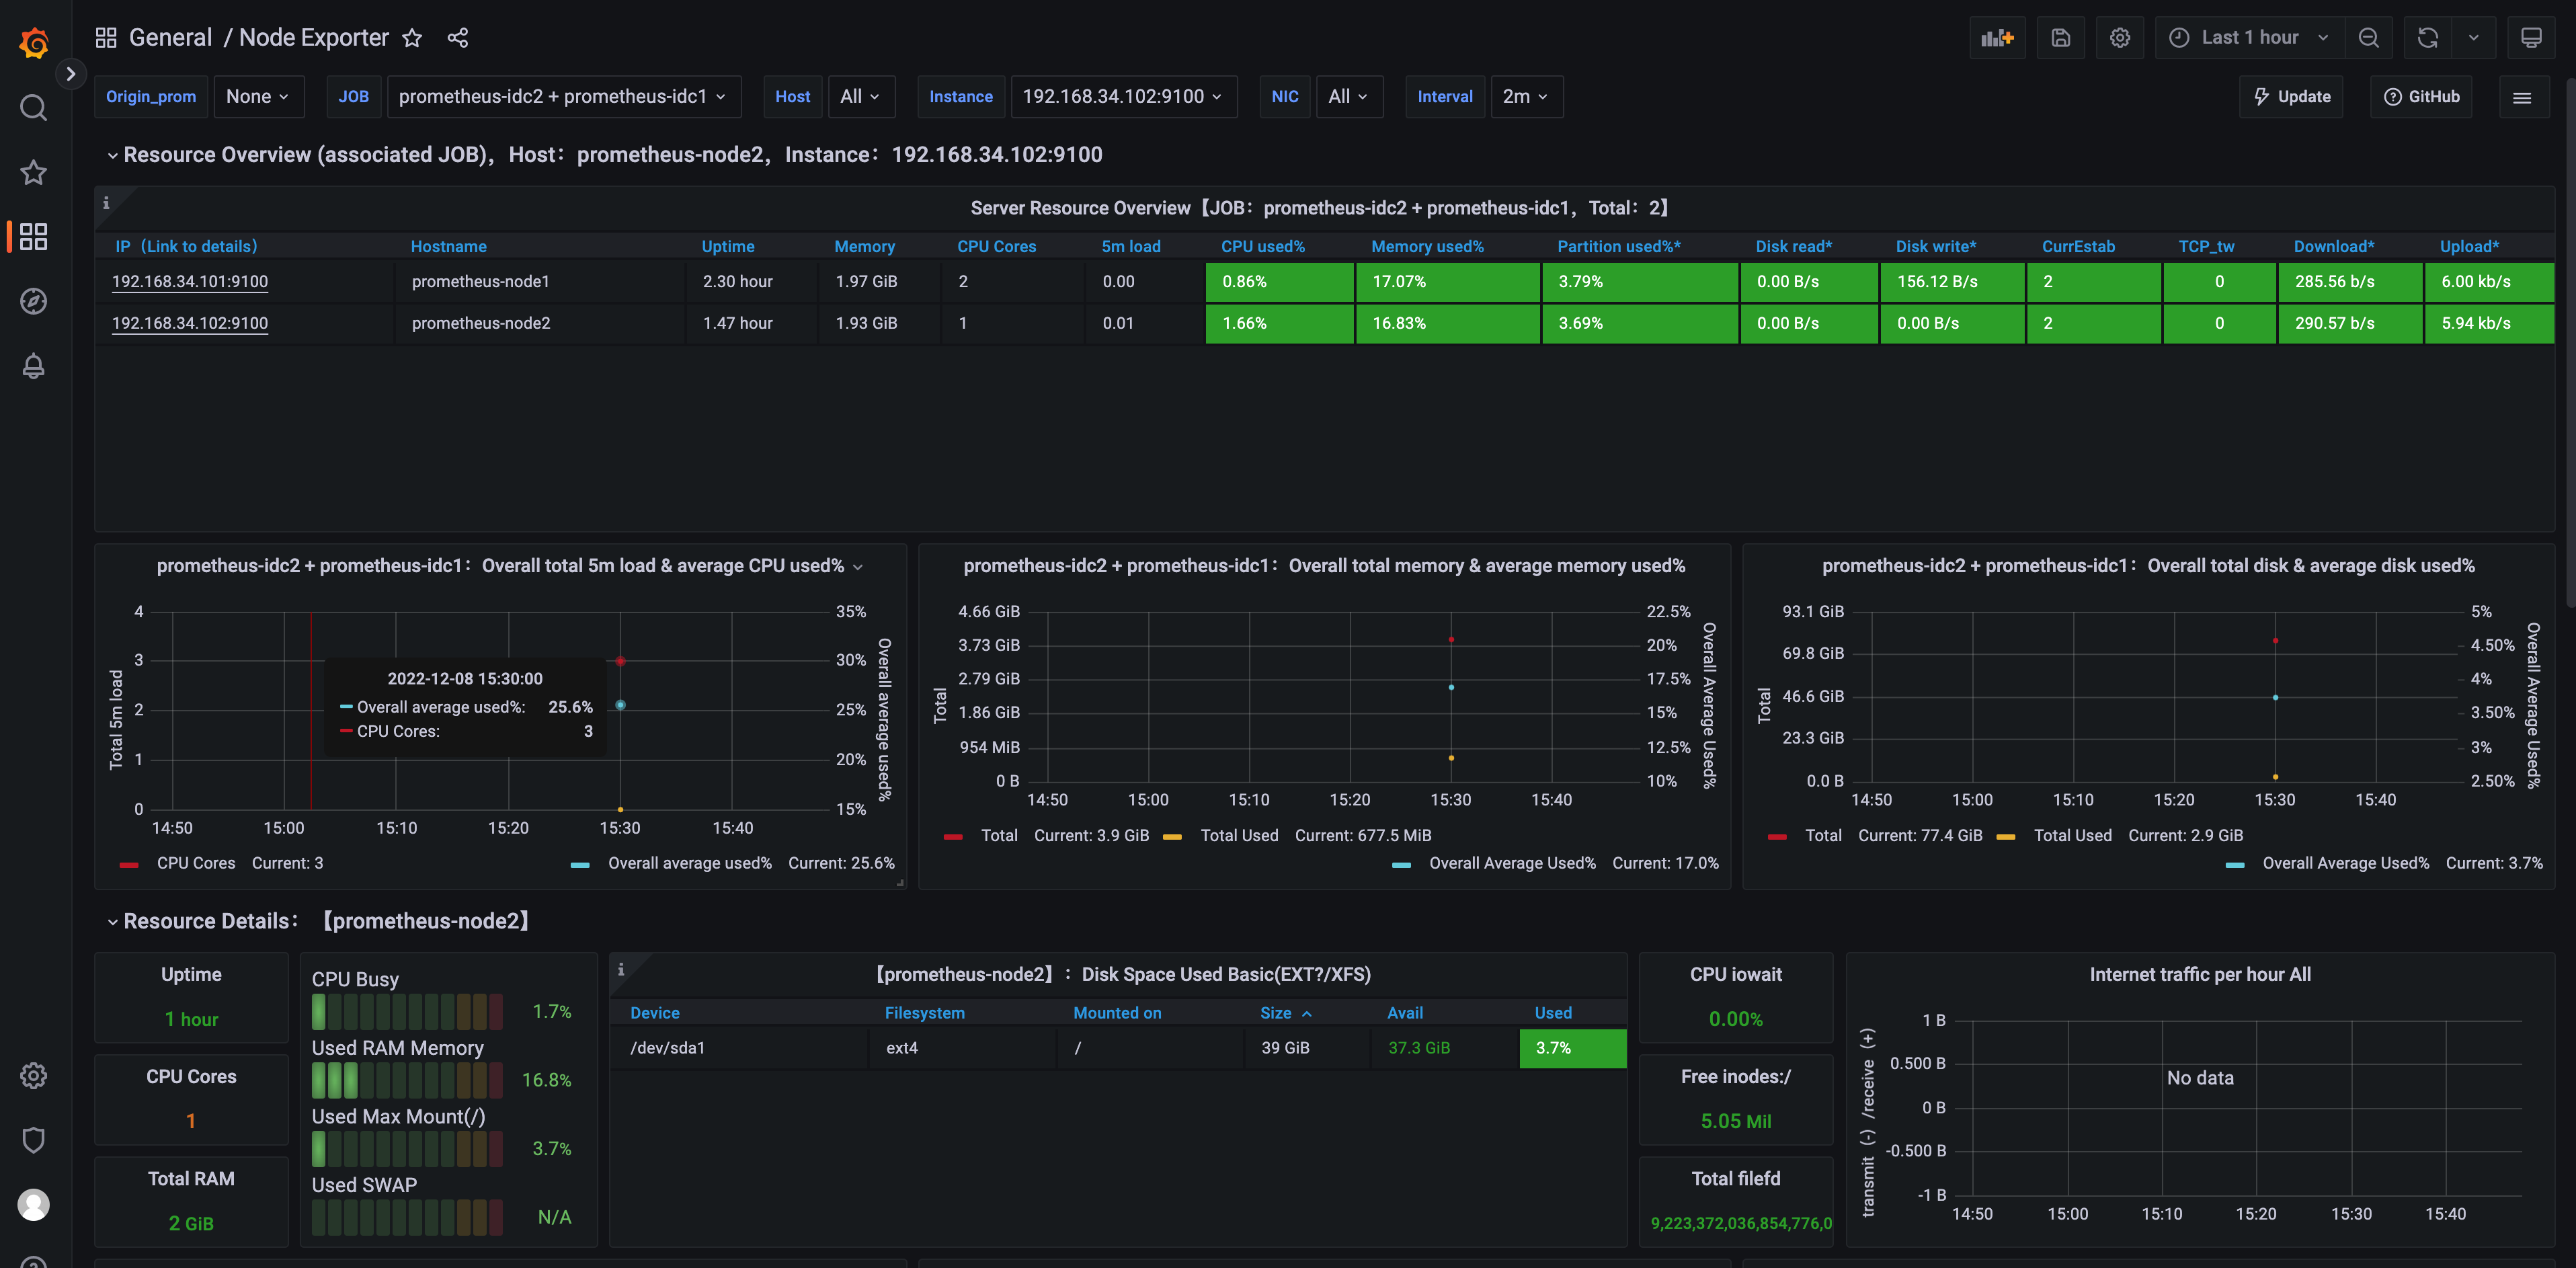 General / Node Exporter
Last 1 hour
Origin_prom None JOB prometheus-idc2 + prometheus-idc1 Host All Instance 192.168.34.102:9100 NIC All Interval 2m Update GitHub
Resource Overview (associated JOB)，Host：prometheus-node2，Instance：192.168.34.102:9100
Server Resource Overview【JOB：prometheus-idc2 + prometheus-idc1，Total：2】
IP（Link to details） Hostname Uptime Memory CPU Cores 5m load CPU used% Memory used% Partition used%* Disk read* Disk write* CurrEstab TCP_tw Download* Upload*
192.168.34.101:9100 prometheus-node1 2.30 hour 1.97 GiB 2 0.00 0.86% 17.07% 3.79% 0.00 B/s 156.12 B/s 2 0 285.56 b/s 6.00 kb/s
192.168.34.102:9100 prometheus-node2 1.47 hour 1.93 GiB 1 0.01 1.66% 16.83% 3.69% 0.00 B/s 0.00 B/s 2 0 290.57 b/s 5.94 kb/s
prometheus-idc2 + prometheus-idc1：Overall total 5m load & average CPU used%
4
3
2
1
0
Total 5m load
35%
30%
25%
20%
15%
Overall average used%
2022-12-08 15:30:00
Overall average used%: 25.6%
CPU Cores: 3
14:50 15:00 15:10 15:20 15:30 15:40
CPU Cores Current: 3 Overall average used% Current: 25.6%
prometheus-idc2 + prometheus-idc1：Overall total memory & average memory used%
4.66 GiB
3.73 GiB
2.79 GiB
1.86 GiB
954 MiB
0 B
Total
22.5%
20%
17.5%
15%
12.5%
10%
Overall Average Used%
14:50 15:00 15:10 15:20 15:30 15:40
Total Current: 3.9 GiB Total Used Current: 677.5 MiB
Overall Average Used% Current: 17.0%
prometheus-idc2 + prometheus-idc1：Overall total disk & average disk used%
93.1 GiB
69.8 GiB
46.6 GiB
23.3 GiB
0.0 B
Total
5%
4.50%
4%
3.50%
3%
2.50%
Overall Average Used%
14:50 15:00 15:10 15:20 15:30 15:40
Total Current: 77.4 GiB Total Used Current: 2.9 GiB
Overall Average Used% Current: 3.7%
Resource Details：【prometheus-node2】
Uptime
1 hour
CPU Cores
1
Total RAM
2 GiB
CPU Busy
1.7%
Used RAM Memory
16.8%
Used Max Mount(/)
3.7%
Used SWAP
N/A
【prometheus-node2】：Disk Space Used Basic(EXT?/XFS)
Device Filesystem Mounted on Size Avail Used
/dev/sda1 ext4 / 39 GiB 37.3 GiB 3.7%
CPU iowait
0.00%
Free inodes:/
5.05 Mil
Total filefd
9,223,372,036,854,776,0
Internet traffic per hour All
1 B
0.500 B
0 B
-0.500 B
-1 B
transmit（-）/receive（+）
No data
14:50 15:00 15:10 15:20 15:30 15:40